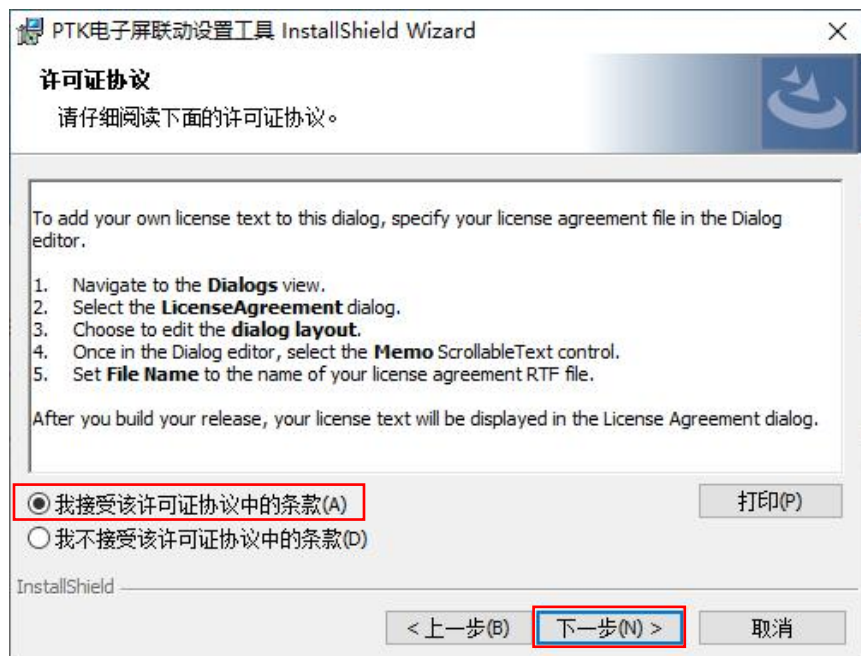 PTK电子屏联动设置工具 InstallShield Wizard
许可证协议
请仔细阅读下面的许可证协议。
To add your own license text to this dialog, specify your license agreement file in the Dialog
editor.
1. Navigate to the Dialogs view.
2. Select the LicenseAgreement dialog.
3. Choose to edit the dialog layout.
4. Once in the Dialog editor, select the Memo ScrollableText control.
5. Set File Name to the name of your license agreement RTF file.
After you build your release, your license text will be displayed in the License Agreement dialog.
我接受该许可证协议中的条款(A)
打印(P)
我不接受该许可证协议中的条款(D)
InstallShield
< 上一步(B)
下一步(N) >
取消